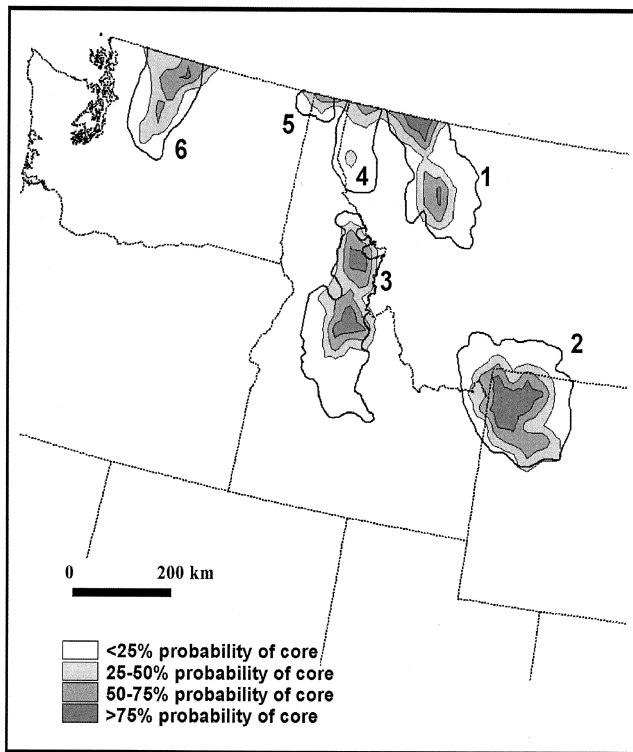 5
6
4
1
3
2
0 200 km
<25% probability of core
25-50% probability of core
50-75% probability of core
>75% probability of core